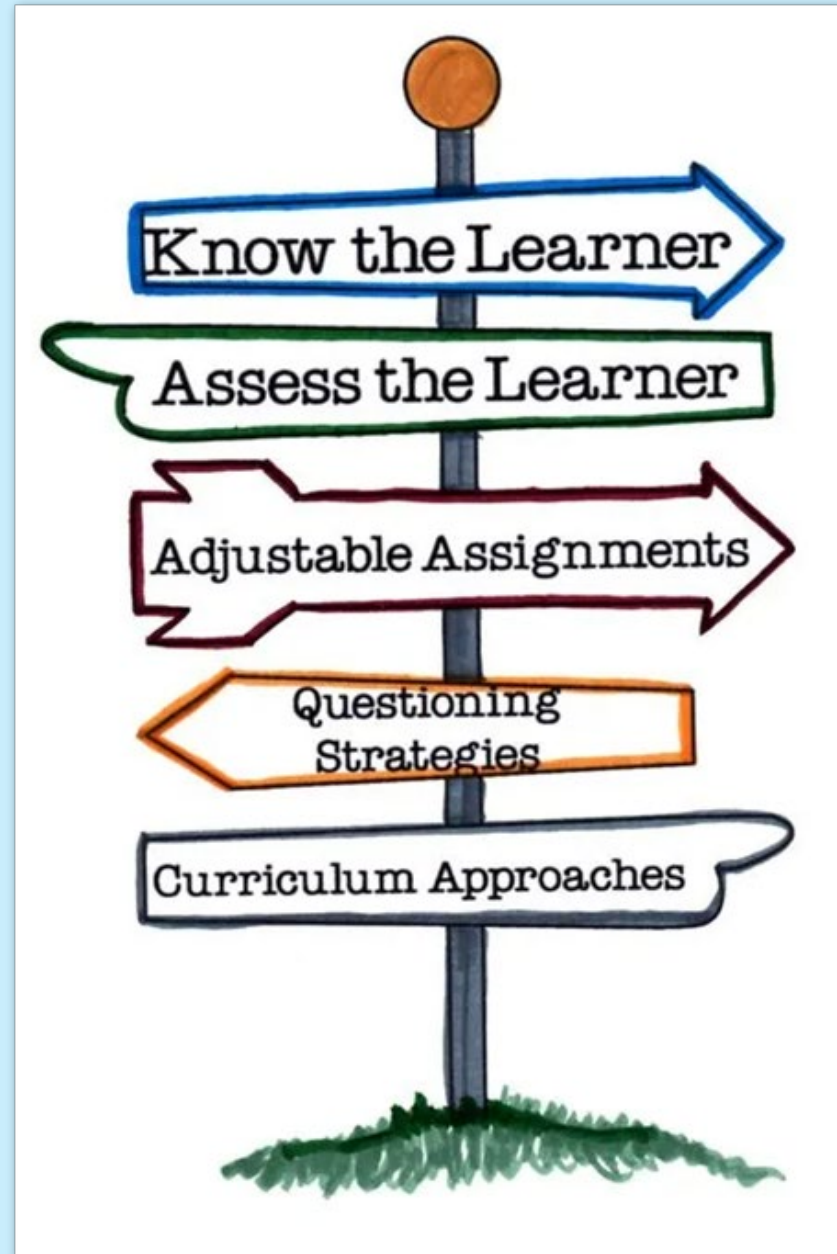 Know the Learner
Assess the Learner
Adjustable Assignments
Questioning
Strategies
Curriculum Approaches